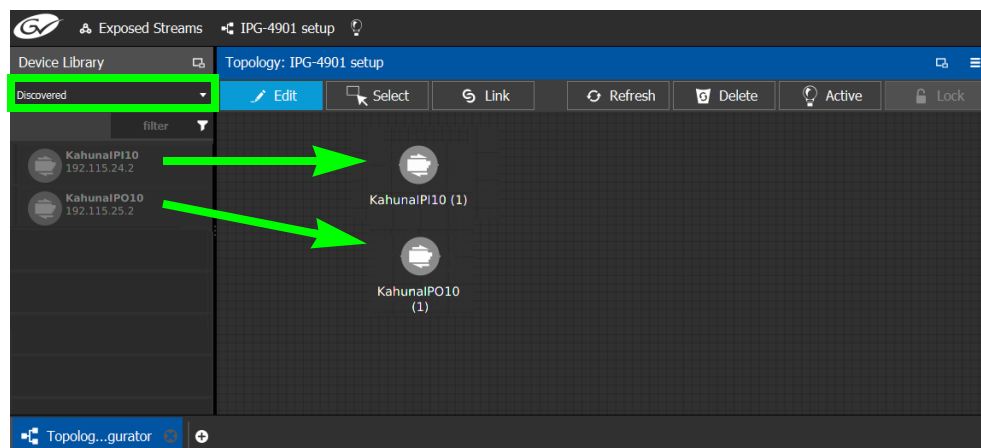 GV Exposed Streams IPG-4901 setup
Device Library
Topology: IPG-4901 setup
Discovered
Edit Select Link Refresh Delete Active Lock
filter
KahunaIPI10
192.115.24.2
KahunaIPO10
192.115.25.2
KahunaIPI10 (1)
KahunaIPO10
(1)
Topolog...gurator